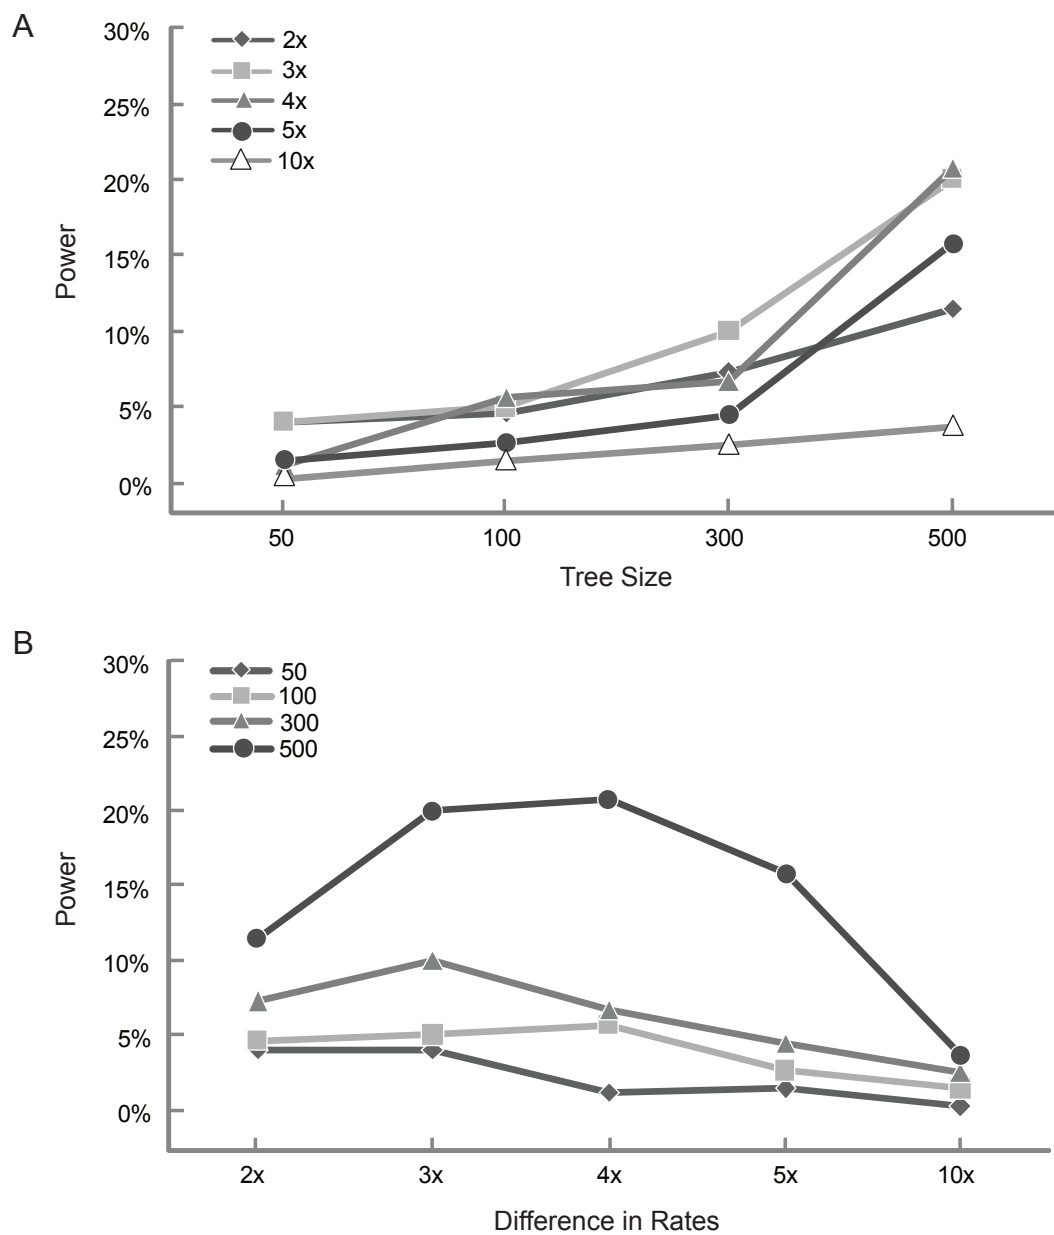 A
30%
25%
20%
15%
10%
5%
0%
Power
2x
3x
4x
5x
10x
50 100 300 500
Tree Size
B
30%
25%
20%
15%
10%
5%
0%
Power
50
100
300
500
2x 3x 4x 5x 10x
Difference in Rates